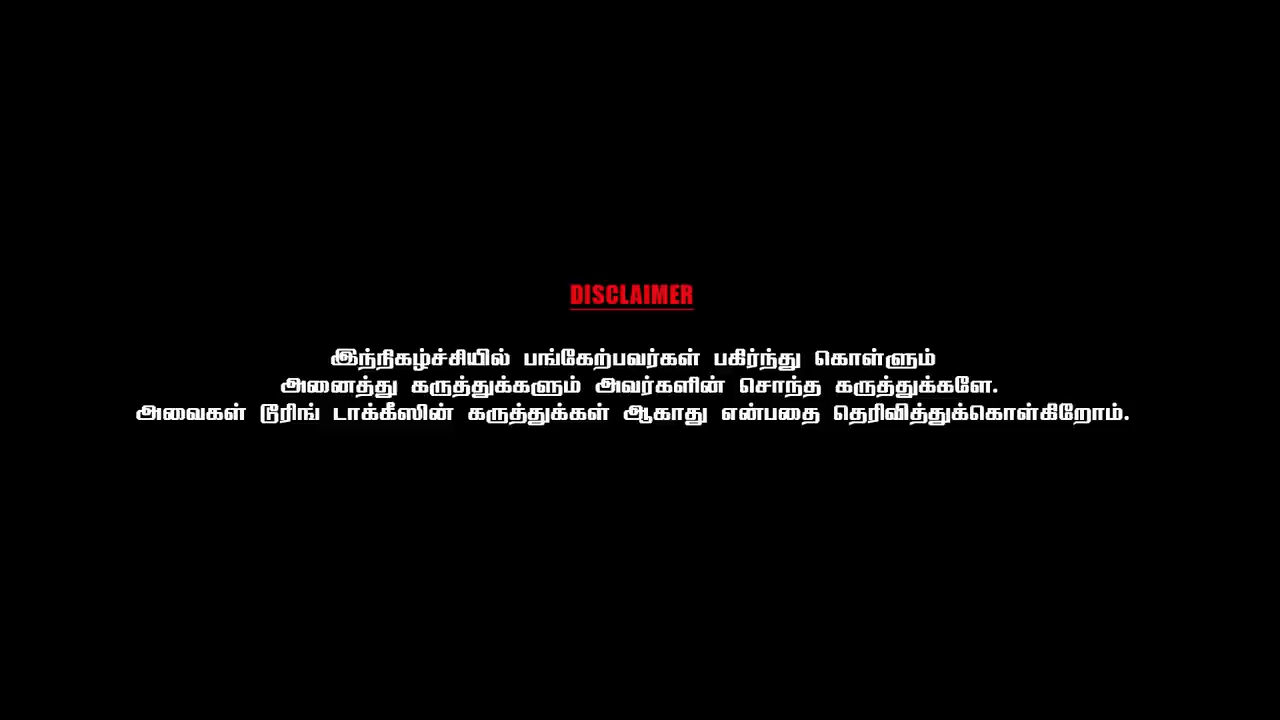 DISCLAIMER
இந்நிகழ்ச்சியில் பங்கேற்பவர்கள் பகிர்ந்து கொள்ளும்
அனைத்து கருத்துக்களும் அவர்களின் சொந்த கருத்துக்களே.
அவைகள் டூரிங் டாக்கீஸின் கருத்துக்கள் ஆகாது என்பதை தெரிவித்துக்கொள்கிறோம்.